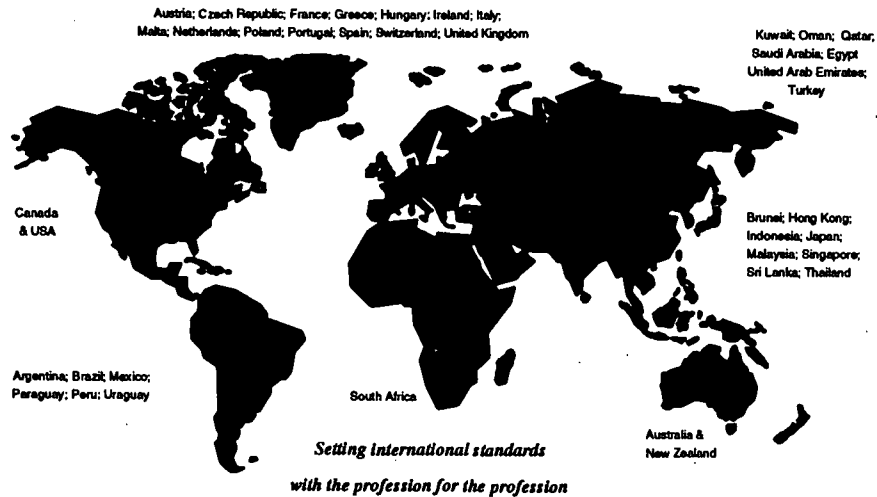 Austria; Czech Republic; France; Greece; Hungary; Ireland; Italy;
Malta; Netherlands; Poland; Portugal; Spain; Switzerland; United Kingdom
Kuwait; Oman; Qatar;
Saudi Arabia; Egypt
United Arab Emirates;
Turkey
Canada
& USA
Brunei; Hong Kong;
Indonesia; Japan;
Malaysia; Singapore;
Sri Lanka; Thailand
Argentina; Brazil; Mexico;
Paraguay; Peru; Uraguay
South Africa
Australia &
New Zealand
Setting international standards
with the profession for the profession